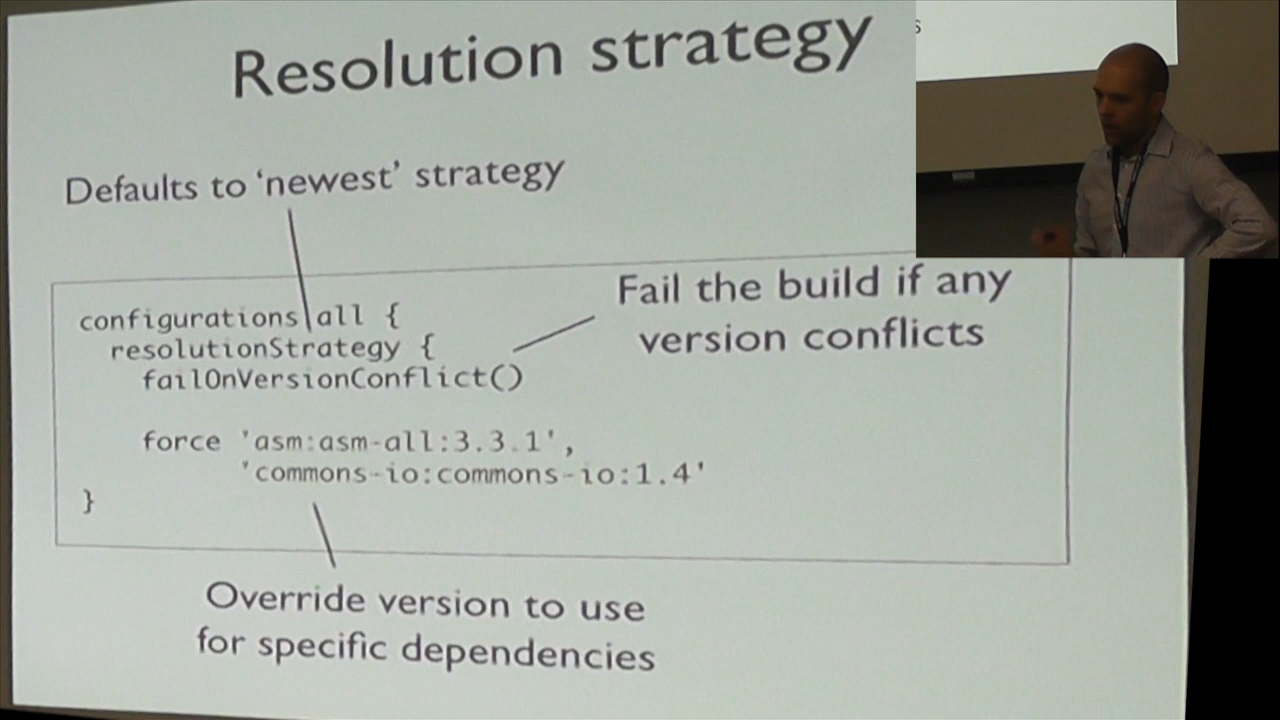 Resolution strategy
Defaults to 'newest' strategy
Fail the build if any
version conflicts
configurations all {
resolutionStrategy {
failOnVersionConflict()
force 'asm:asm-all:3.3.1',
'commons-io:commons-io:1.4'
}
Override version to use
for specific dependencies
s